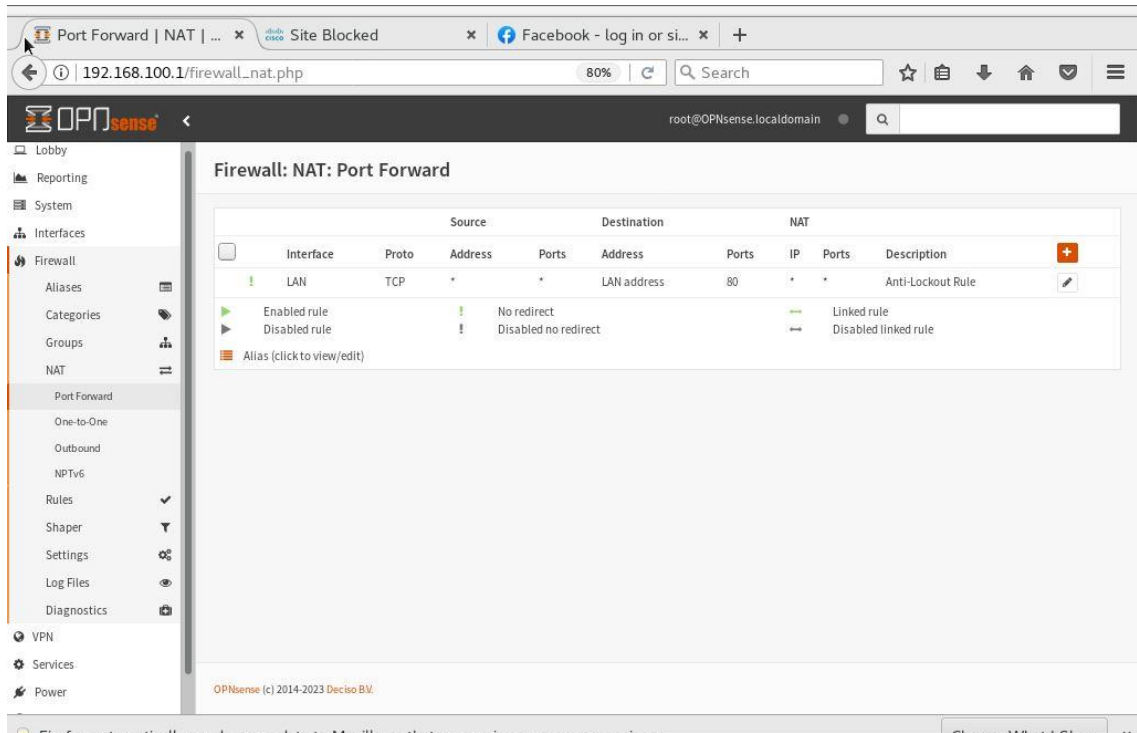 Port Forward | NAT | ...
Site Blocked
Facebook - log in or si...
192.168.100.1/firewall_nat.php
80%
Search
OPNsense
root@OPNsense.localdomain
Lobby
Reporting
System
Interfaces
Firewall
Aliases
Categories
Groups
NAT
Port Forward
One-to-One
Outbound
NPTv6
Rules
Shaper
Settings
Log Files
Diagnostics
VPN
Services
Power
Firewall: NAT: Port Forward
Source Destination NAT
Interface Proto Address Ports Address Ports IP Ports Description
! LAN TCP * * LAN address 80 * * Anti-Lockout Rule
Enabled rule ! No redirect Linked rule
Disabled rule ! Disabled no redirect Disabled linked rule
Alias (click to view/edit)
OPNsense (c) 2014-2023 Deciso B.V.